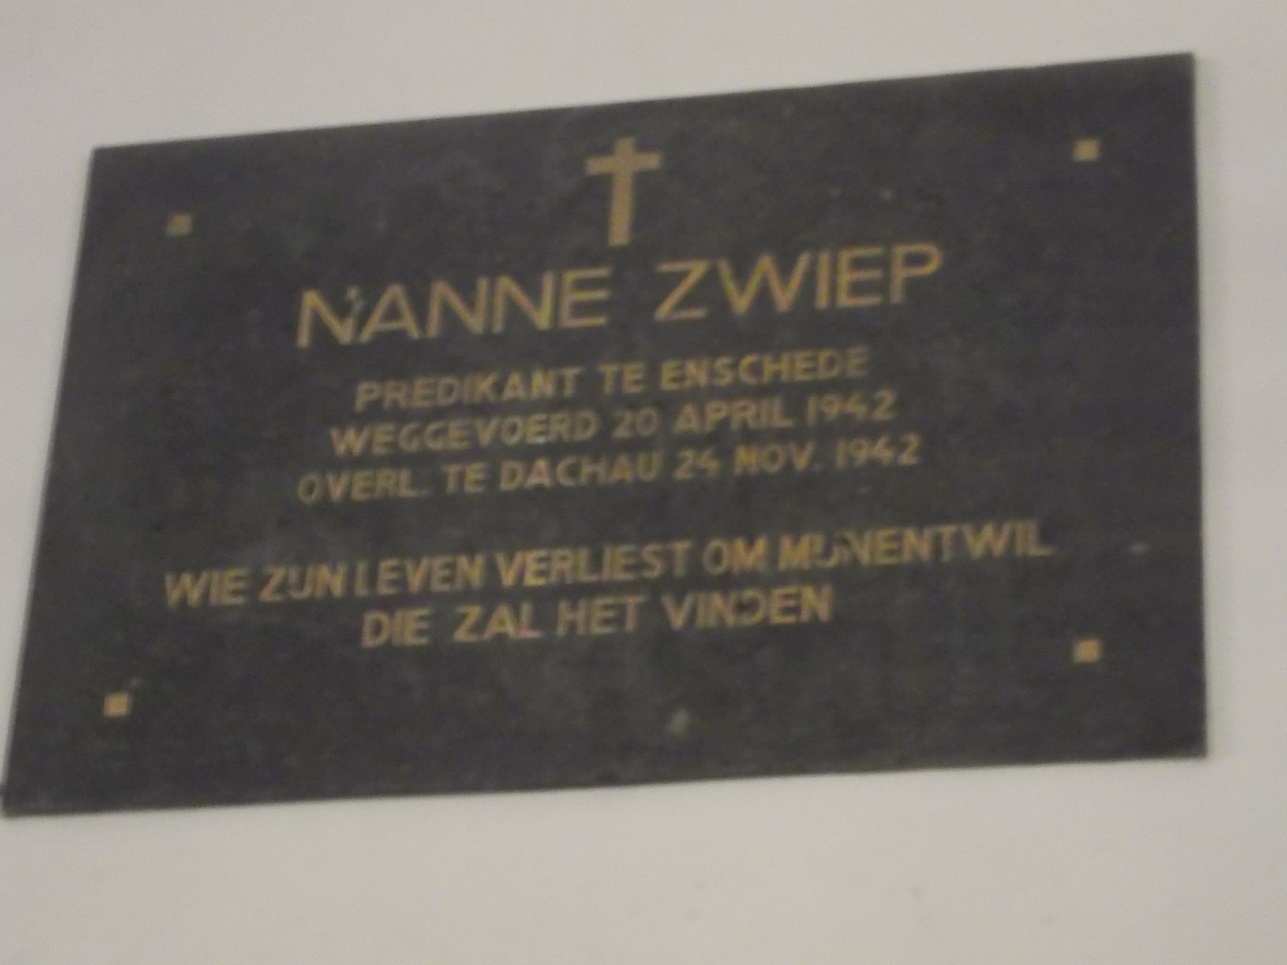 NANNE ZWIEP
PREDIKANT TE ENSCHEDE
WEGGEVOERD 20 APRIL 1942
OVERL. TE DACHAU 24 NOV. 1942
WIE ZIJN LEVEN VERLIEST OM MIJNENTWIL
DIE ZAL HET VINDEN